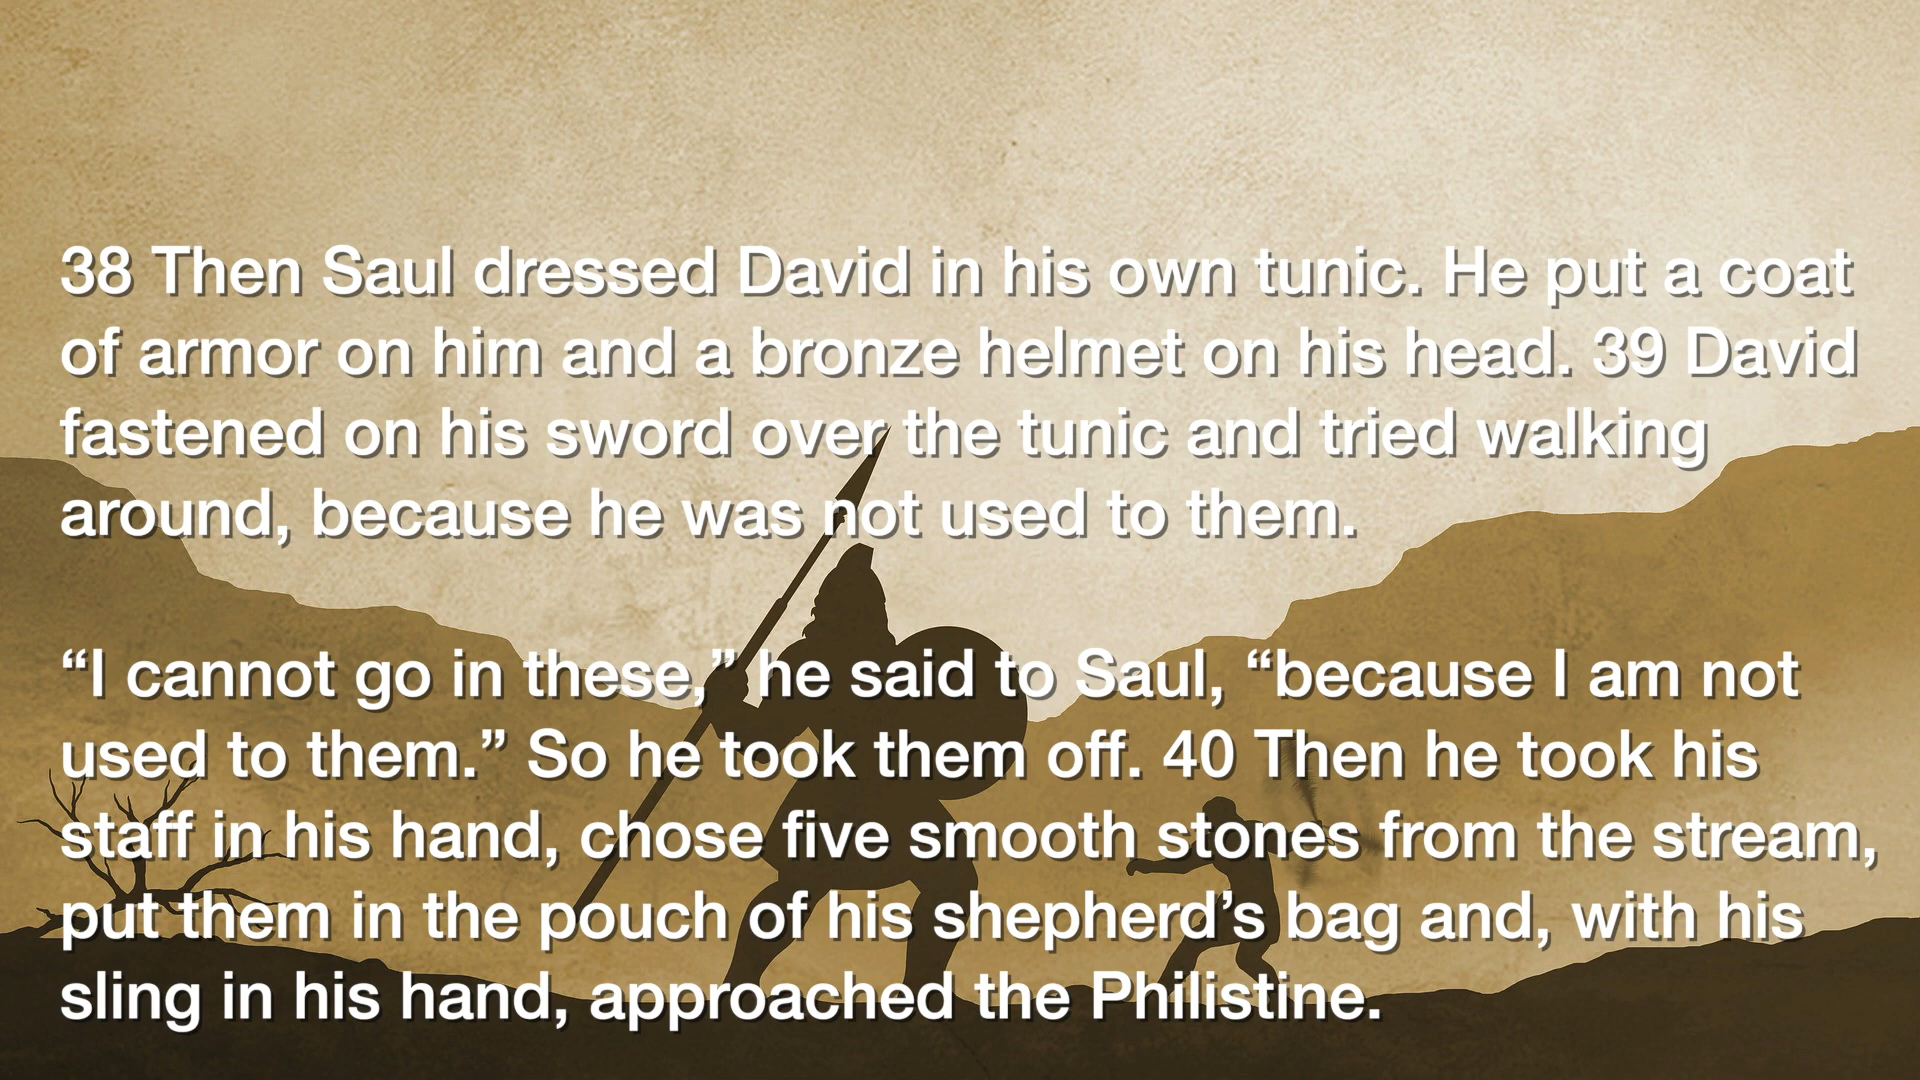 38 Then Saul dressed David in his own tunic. He put a coat
of armor on him and a bronze helmet on his head. 39 David
fastened on his sword over the tunic and tried walking
around, because he was not used to them.
“I cannot go in these,” he said to Saul, “because I am not
used to them.” So he took them off. 40 Then he took his
staff in his hand, chose five smooth stones from the stream,
put them in the pouch of his shepherd’s bag and, with his
sling in his hand, approached the Philistine.